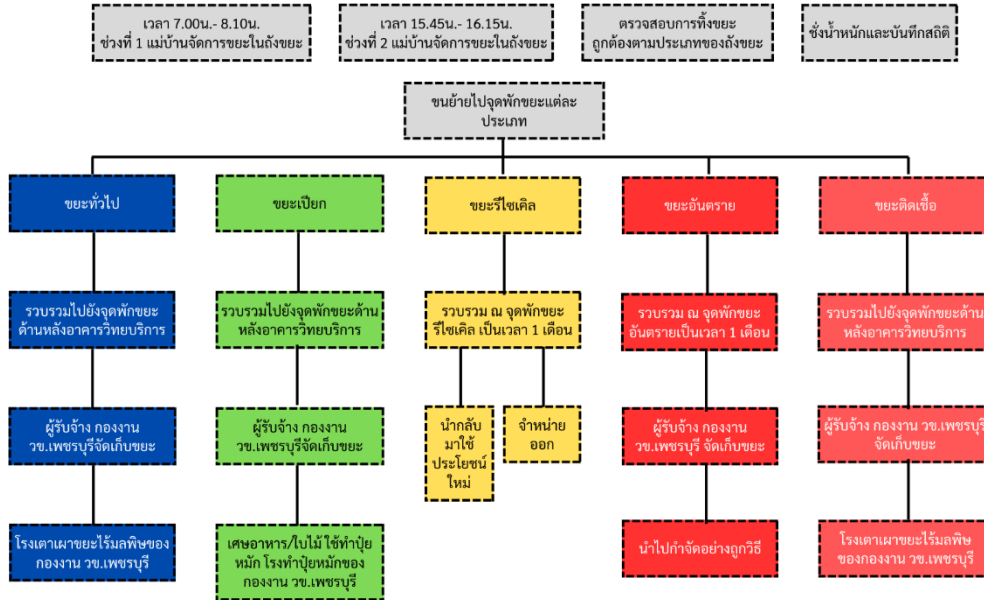 เวลา 7.00น.- 8.10น.
ช่วงที่ 1 แม่บ้านจัดการขยะในถังขยะ
เวลา 15.45น.- 16.15น.
ช่วงที่ 2 แม่บ้านจัดการขยะในถังขยะ
ตรวจสอบการทิ้งขยะ
ถูกต้องตามประเภทของถังขยะ
ชั่งน้ำหนักและบันทึกสถิติ
ขนย้ายไปจุดพักขยะแต่ละ
ประเภท
ขยะทั่วไป
ขยะเปียก
ขยะรีไซเคิล
ขยะอันตราย
ขยะติดเชื้อ
รวบรวมไปยังจุดพักขยะ
ด้านหลังอาคารวิทยบริการ
รวบรวมไปยังจุดพักขยะด้าน
หลังอาคารวิทยบริการ
รวบรวม ณ จุดพักขยะ
รีไซเคิล เป็นเวลา 1 เดือน
รวบรวม ณ จุดพักขยะ
อันตรายเป็นเวลา 1 เดือน
รวบรวมไปยังจุดพักขยะด้าน
หลังอาคารวิทยบริการ
ผู้รับจ้าง กองงาน
วข.เพชรบุรีจัดเก็บขยะ
ผู้รับจ้าง กองงาน
วข.เพชรบุรีจัดเก็บขยะ
นำกลับ
มาใช้
ประโยชน์
ใหม่
จำหน่าย
ออก
ผู้รับจ้าง กองงาน
วข.เพชรบุรี จัดเก็บขยะ
ผู้รับจ้าง กองงาน วข.เพชรบุรี
จัดเก็บขยะ
โรงเตาเผาขยะไร้มลพิษของ
กองงาน วข.เพชรบุรี
เศษอาหาร/ใบไม้ ใช้ทำปุ๋ย
หมัก โรงทำปุ๋ยหมักของ
กองงาน วข.เพชรบุรี
นำไปกำจัดอย่างถูกวิธี
โรงเตาเผาขยะไร้มลพิษ
ของกองงาน วข.เพชรบุรี